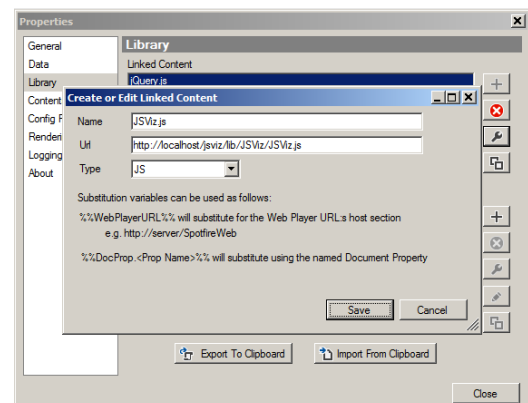 Properties
General
Data
Library
Content
Config F
Renderi
Logging
About
Library
Linked Content
jQuery.js
Create or Edit Linked Content
Name
JSViz.js
Url
http://localhost/jsviz/lib/JSViz/JSViz.js
Type
JS
Substitution variables can be used as follows:
%%WebPlayerURL%% will substitute for the Web Player URL:s host section
e.g. http://server/SpotfireWeb
%%DocProp.<Prop Name>%% will substitute using the named Document Property
Save
Cancel
Export To Clipboard
Import From Clipboard
Close